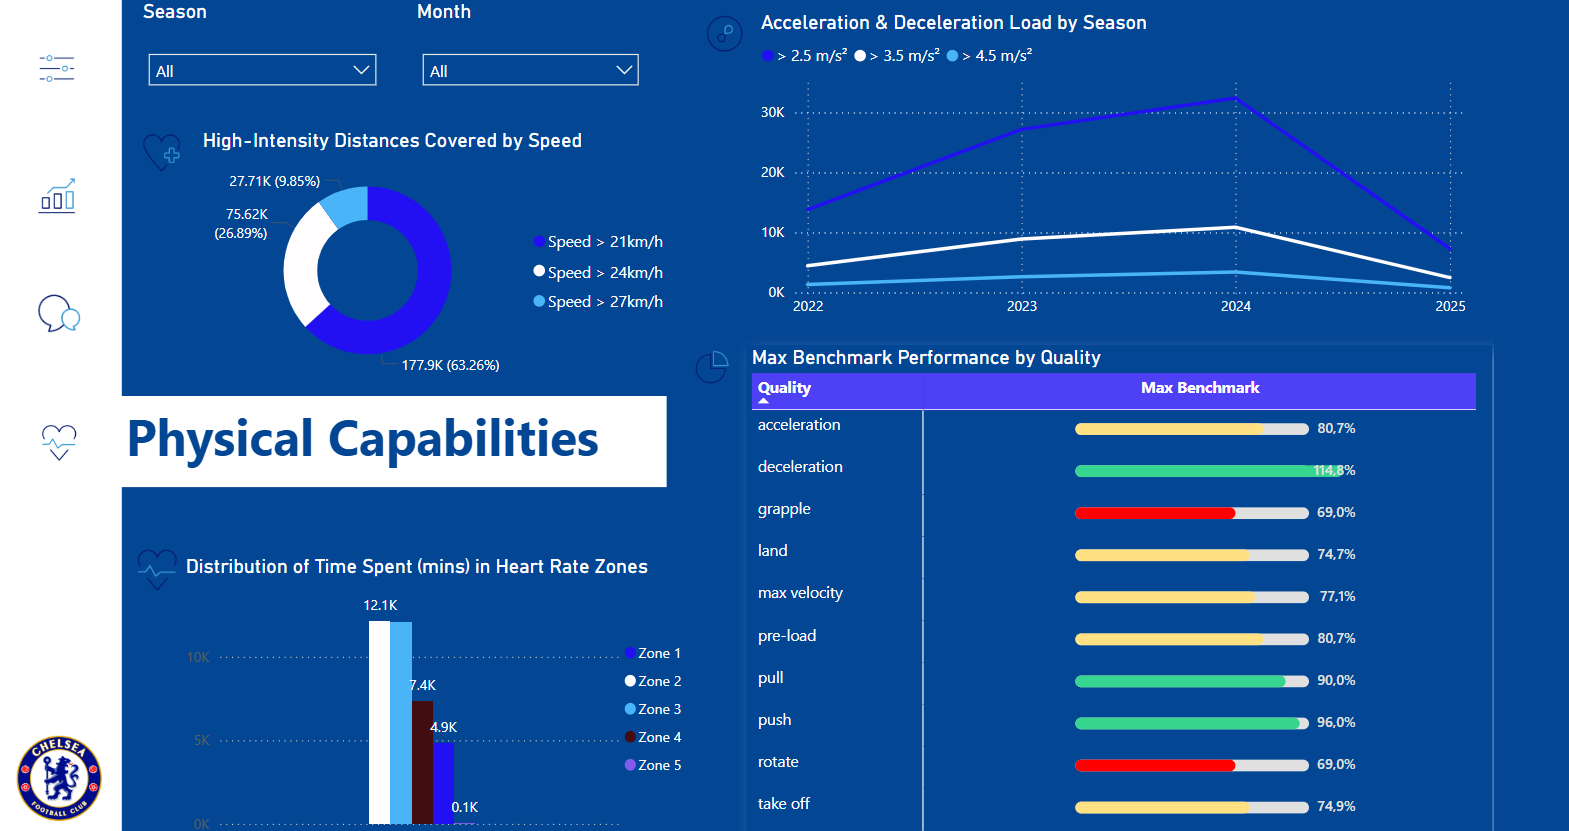 Season
Month
All
All
High-Intensity Distances Covered by Speed
27.71K (9.85%)
75.62K
(26.89%)
177.9K (63.26%)
Speed > 21km/h
Speed > 24km/h
Speed > 27km/h
Acceleration & Deceleration Load by Season
> 2.5 m/s² > 3.5 m/s² > 4.5 m/s²
30K
20K
10K
0K
2022 2023 2024 2025
Physical Capabilities
Max Benchmark Performance by Quality
Quality Max Benchmark
acceleration 80,7%
deceleration 114,8%
grapple 69,0%
land 74,7%
max velocity 77,1%
pre-load 80,7%
pull 90,0%
push 96,0%
rotate 69,0%
take off 74,9%
Distribution of Time Spent (mins) in Heart Rate Zones
12.1K
7.4K
4.9K
0.1K
10K
5K
0K
Zone 1
Zone 2
Zone 3
Zone 4
Zone 5
CHELSEA
FOOTBALL CLUB